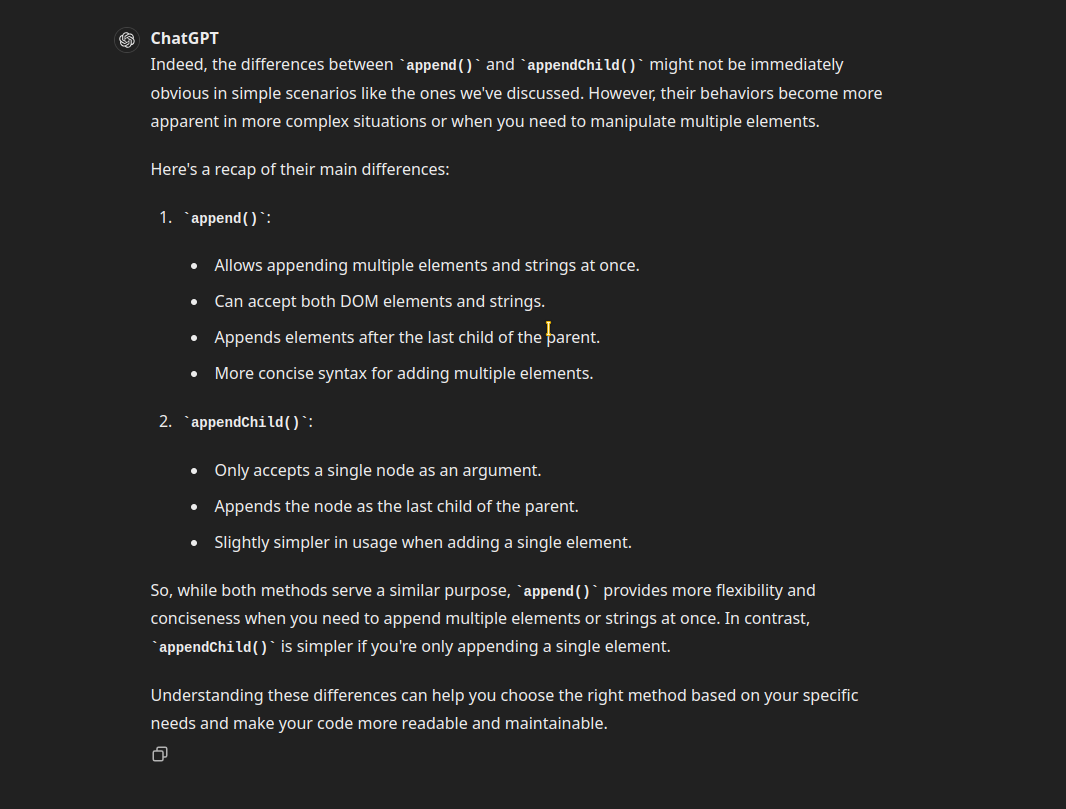 ChatGPT
Indeed, the differences between `append()` and `appendChild()` might not be immediately
obvious in simple scenarios like the ones we've discussed. However, their behaviors become more
apparent in more complex situations or when you need to manipulate multiple elements.
Here's a recap of their main differences:
1. `append()`:
• Allows appending multiple elements and strings at once.
• Can accept both DOM elements and strings.
• Appends elements after the last child of the parent.
• More concise syntax for adding multiple elements.
2. `appendChild()`:
• Only accepts a single node as an argument.
• Appends the node as the last child of the parent.
• Slightly simpler in usage when adding a single element.
So, while both methods serve a similar purpose, `append()` provides more flexibility and
conciseness when you need to append multiple elements or strings at once. In contrast,
`appendChild()` is simpler if you're only appending a single element.
Understanding these differences can help you choose the right method based on your specific
needs and make your code more readable and maintainable.